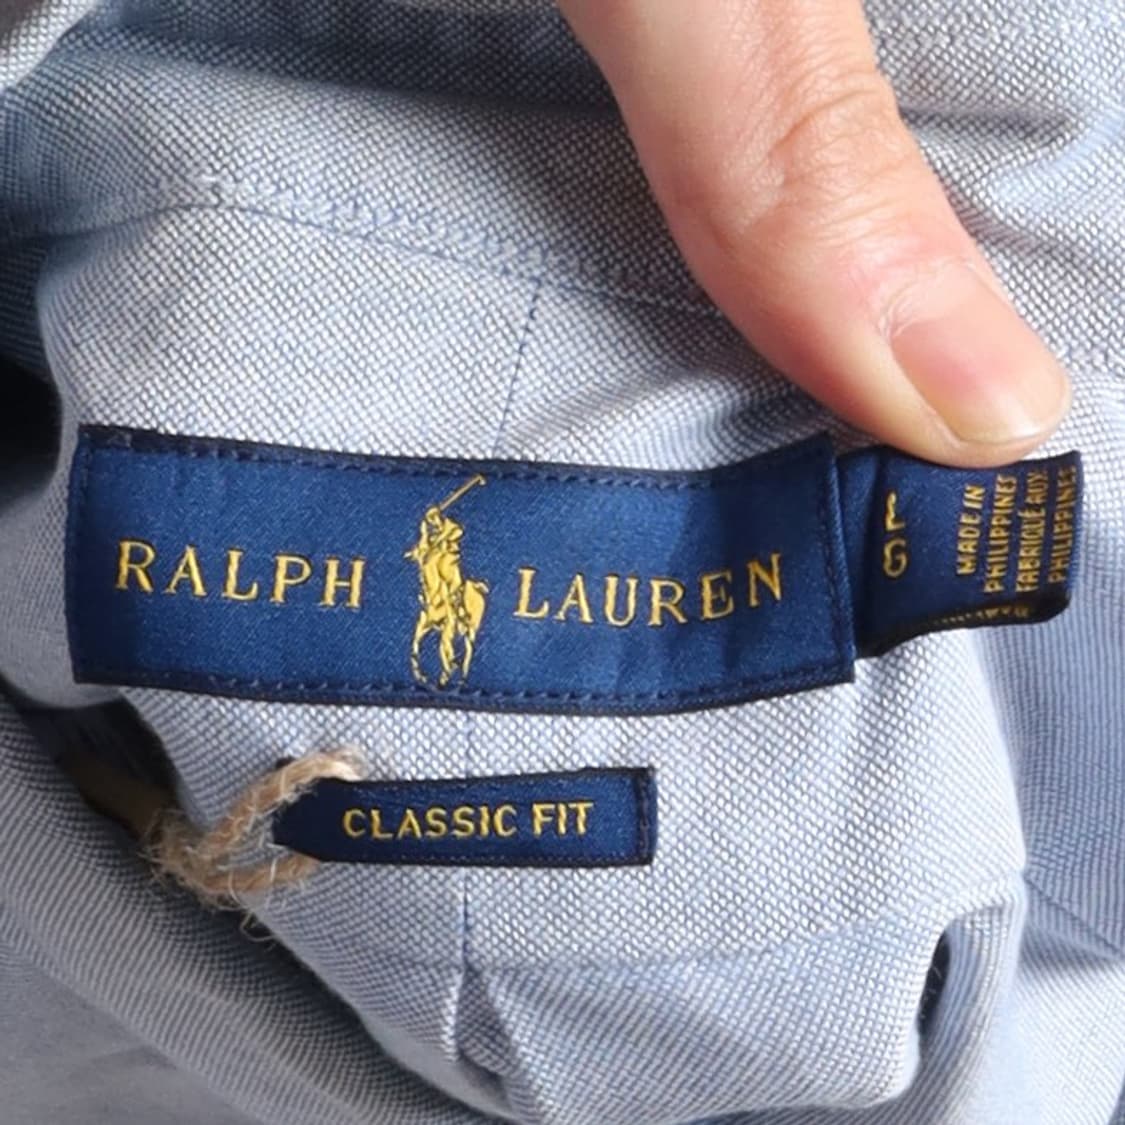 RALPH LAUREN
L
G
MADE IN
PHILIPPINES
FABRIQUÉ AUX
PHILIPPINES
CLASSIC FIT